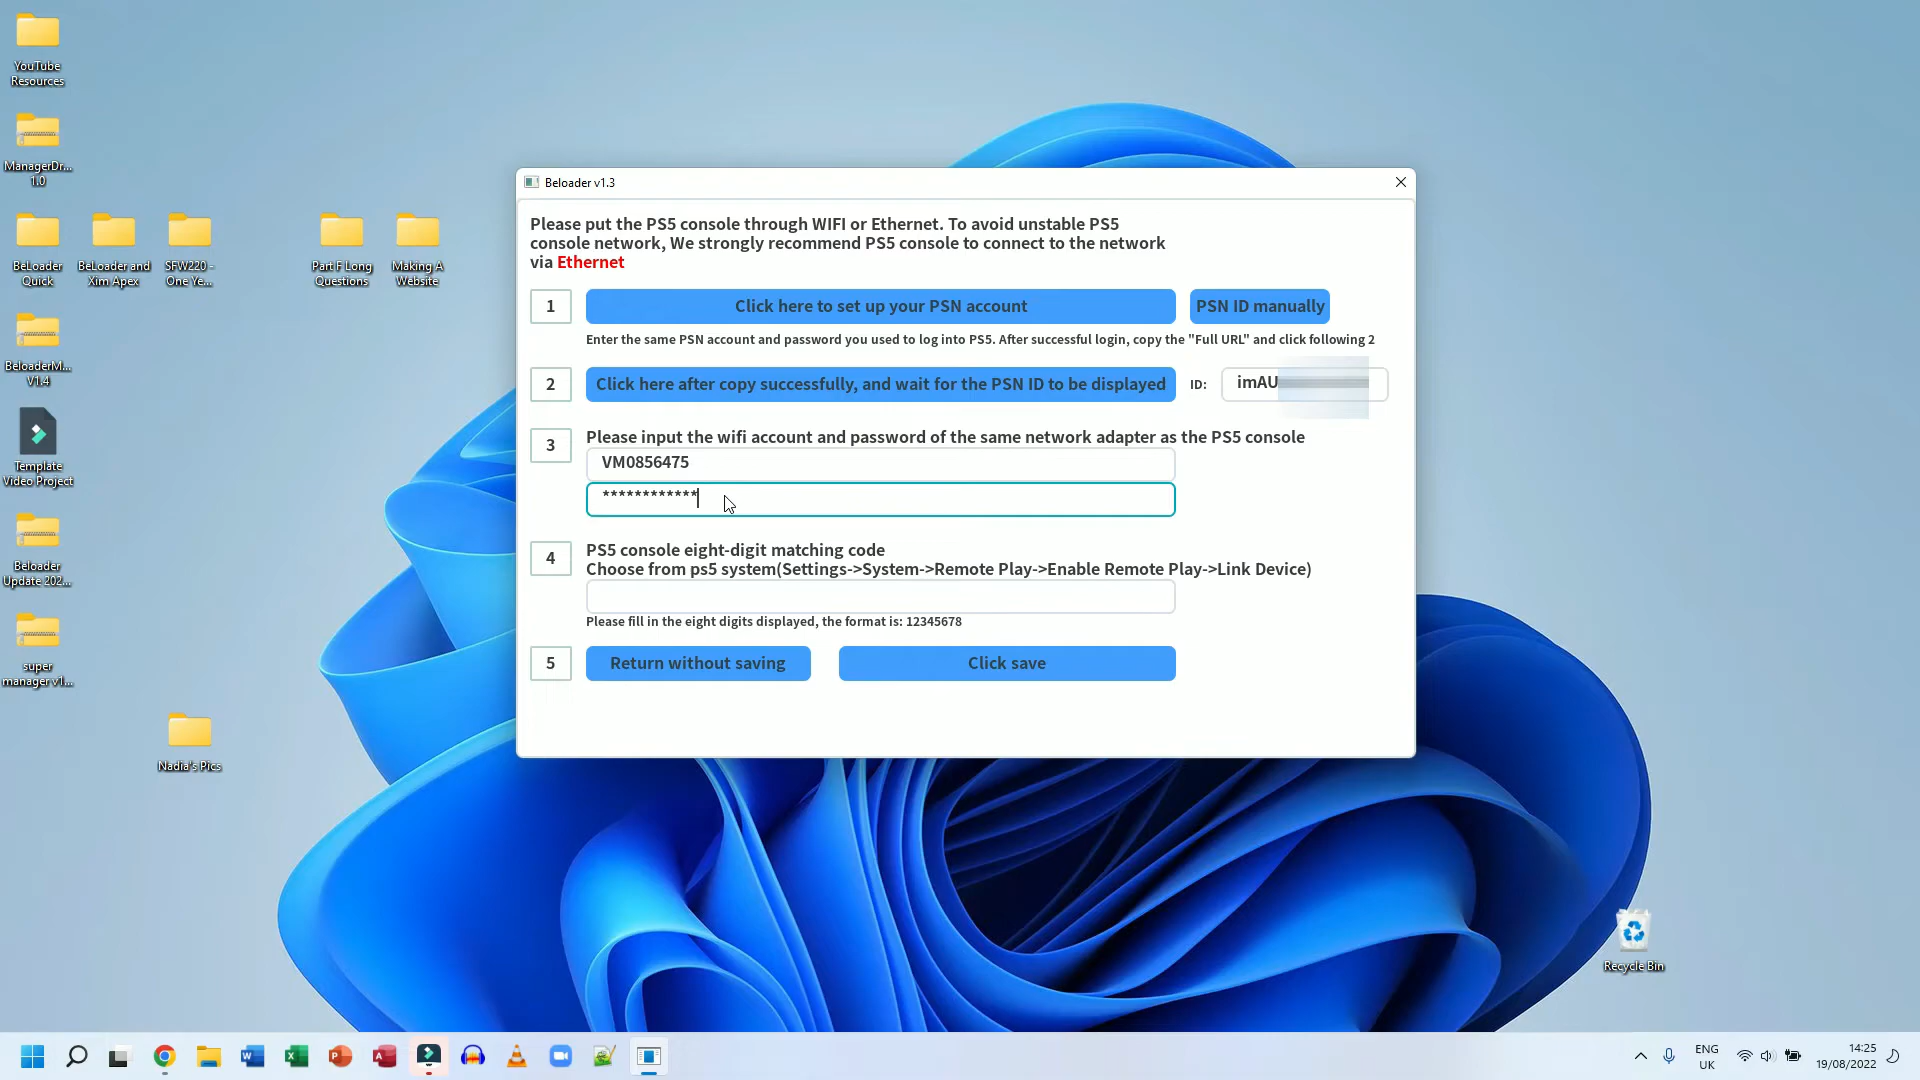 YouTube
Resources
ManagerDr...
1.0
BeLoader
Quick
BeLoader and
Xim Apex
SFW220 -
One Ye...
Part F Long
Questions
Making A
Website
BeloaderM...
V1.4
Template
Video Project
Beloader
Update 202...
super
manager v1...
Nadia's Pics
Recycle Bin
Beloader v1.3
Please put the PS5 console through WIFI or Ethernet. To avoid unstable PS5
console network, We strongly recommend PS5 console to connect to the network
via Ethernet
1
Click here to set up your PSN account
PSN ID manually
Enter the same PSN account and password you used to log into PS5. After successful login, copy the "Full URL" and click following 2
2
Click here after copy successfully, and wait for the PSN ID to be displayed
ID:
imAU
3
Please input the wifi account and password of the same network adapter as the PS5 console
VM0856475
************
4
PS5 console eight-digit matching code
Choose from ps5 system(Settings->System->Remote Play->Enable Remote Play->Link Device)
Please fill in the eight digits displayed, the format is: 12345678
5
Return without saving
Click save
ENG
UK
14:25
19/08/2022